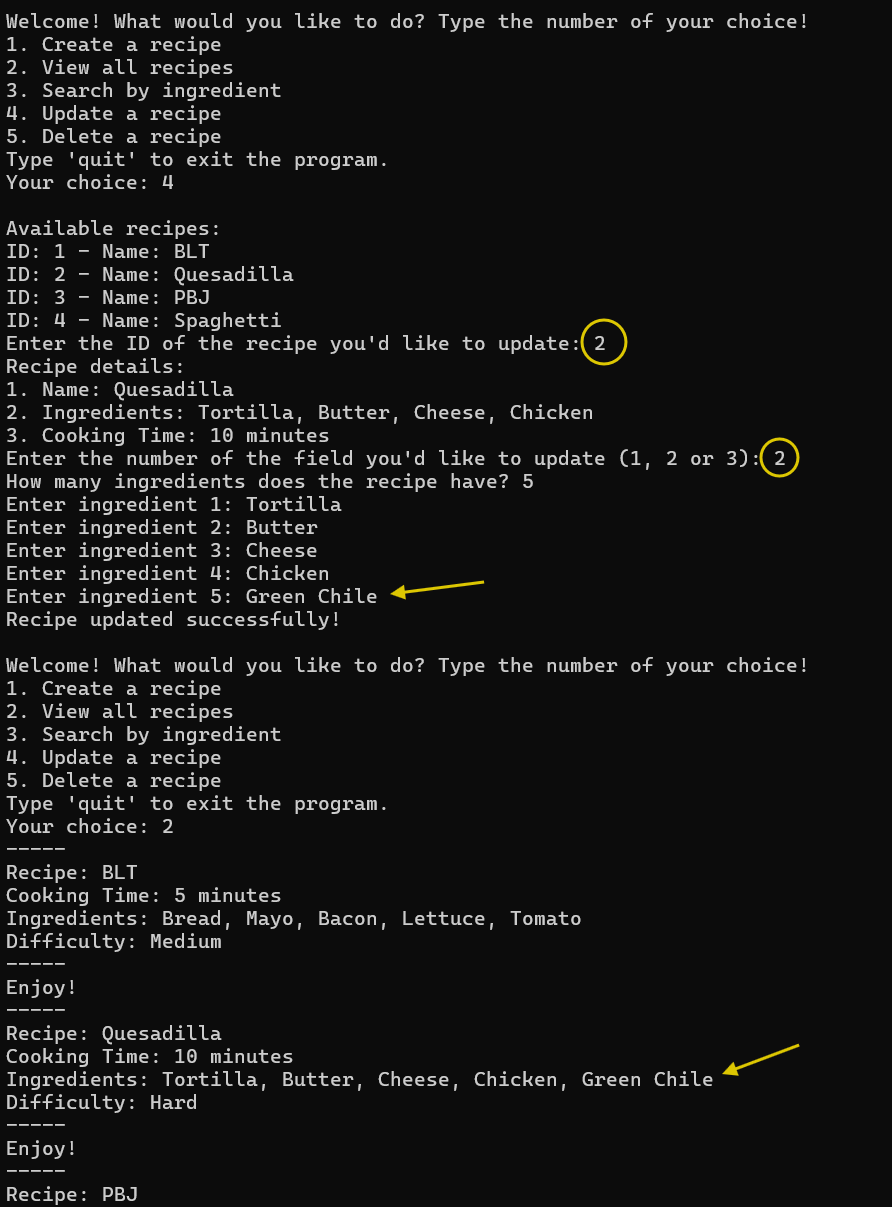 Welcome! What would you like to do? Type the number of your choice!
1. Create a recipe
2. View all recipes
3. Search by ingredient
4. Update a recipe
5. Delete a recipe
Type 'quit' to exit the program.
Your choice: 4
Available recipes:
ID: 1 - Name: BLT
ID: 2 - Name: Quesadilla
ID: 3 - Name: PBJ
ID: 4 - Name: Spaghetti
Enter the ID of the recipe you'd like to update: 2
Recipe details:
1. Name: Quesadilla
2. Ingredients: Tortilla, Butter, Cheese, Chicken
3. Cooking Time: 10 minutes
Enter the number of the field you'd like to update (1, 2 or 3): 2
How many ingredients does the recipe have? 5
Enter ingredient 1: Tortilla
Enter ingredient 2: Butter
Enter ingredient 3: Cheese
Enter ingredient 4: Chicken
Enter ingredient 5: Green Chile
Recipe updated successfully!
Welcome! What would you like to do? Type the number of your choice!
1. Create a recipe
2. View all recipes
3. Search by ingredient
4. Update a recipe
5. Delete a recipe
Type 'quit' to exit the program.
Your choice: 2
-----
Recipe: BLT
Cooking Time: 5 minutes
Ingredients: Bread, Mayo, Bacon, Lettuce, Tomato
Difficulty: Medium
-----
Enjoy!
-----
Recipe: Quesadilla
Cooking Time: 10 minutes
Ingredients: Tortilla, Butter, Cheese, Chicken, Green Chile
Difficulty: Hard
-----
Enjoy!
-----
Recipe: PBJ